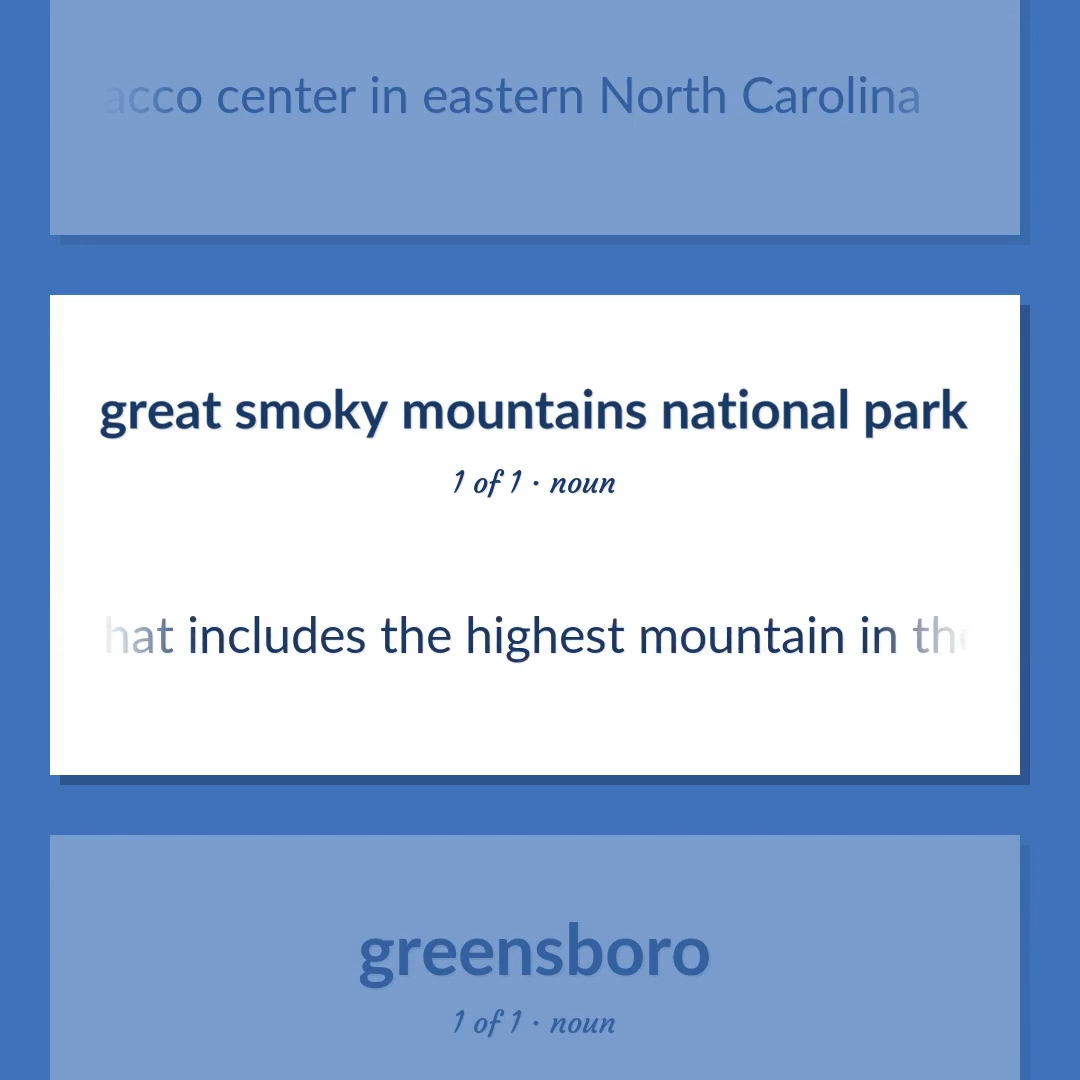 acco center in eastern North Carolina
great smoky mountains national park
1 of 1 · noun
hat includes the highest mountain in the
greensboro
1 of 1 · noun